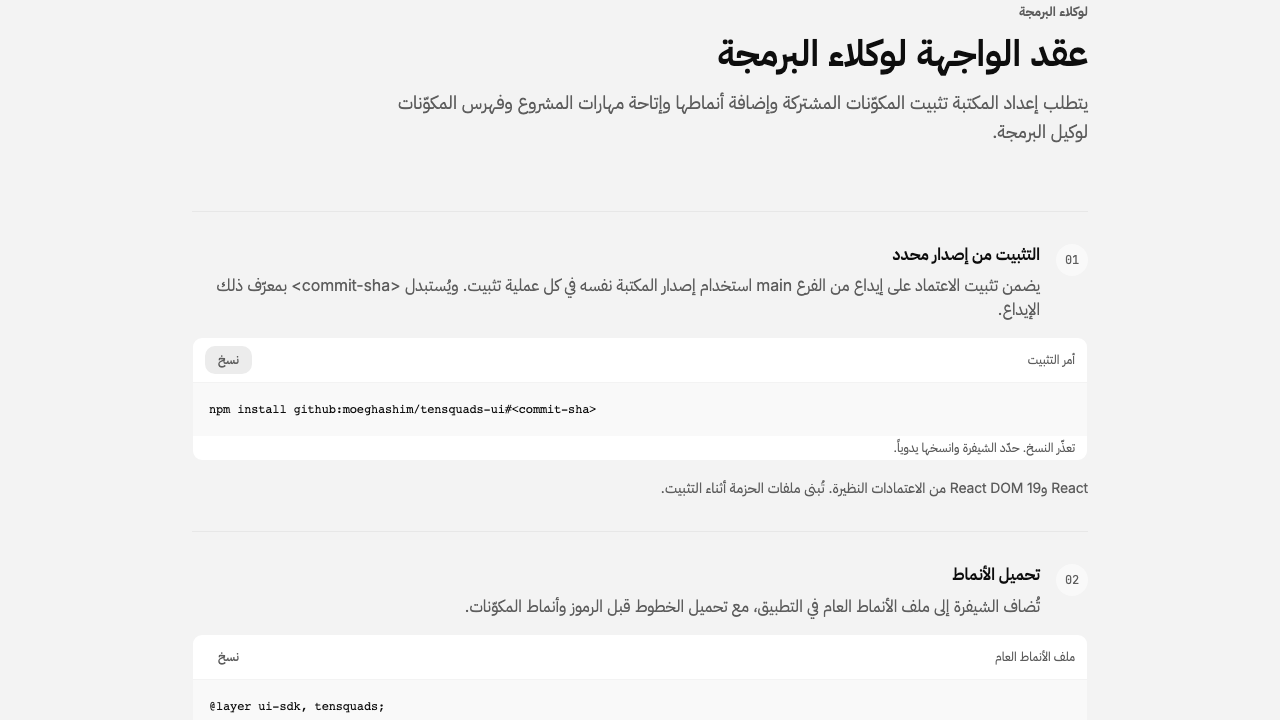 لوكلاء البرمجة
عقد الواجهة لوكلاء البرمجة
يتطلب إعداد المكتبة تثبيت المكوّنات المشتركة وإضافة أنماطها وإتاحة مهارات المشروع وفهرس المكوّنات
لوكيل البرمجة.
01
التثبيت من إصدار محدد
يضمن تثبيت الاعتماد على إيداع من الفرع main استخدام إصدار المكتبة نفسه في كل عملية تثبيت. ويُستبدل <commit-sha> بمعرّف ذلك
الإيداع.
أمر التثبيت
نسخ
npm install github:moeghashim/tensquads-ui#<commit-sha>
تعذّر النسخ. حدّد الشيفرة وانسخها يدوياً.
React وReact DOM 19 من الاعتمادات النظيرة. تُبنى ملفات الحزمة أثناء التثبيت.
02
تحميل الأنماط
تُضاف الشيفرة إلى ملف الأنماط العام في التطبيق، مع تحميل الخطوط قبل الرموز وأنماط المكوّنات.
ملف الأنماط العام
نسخ
@layer ui-sdk, tensquads;